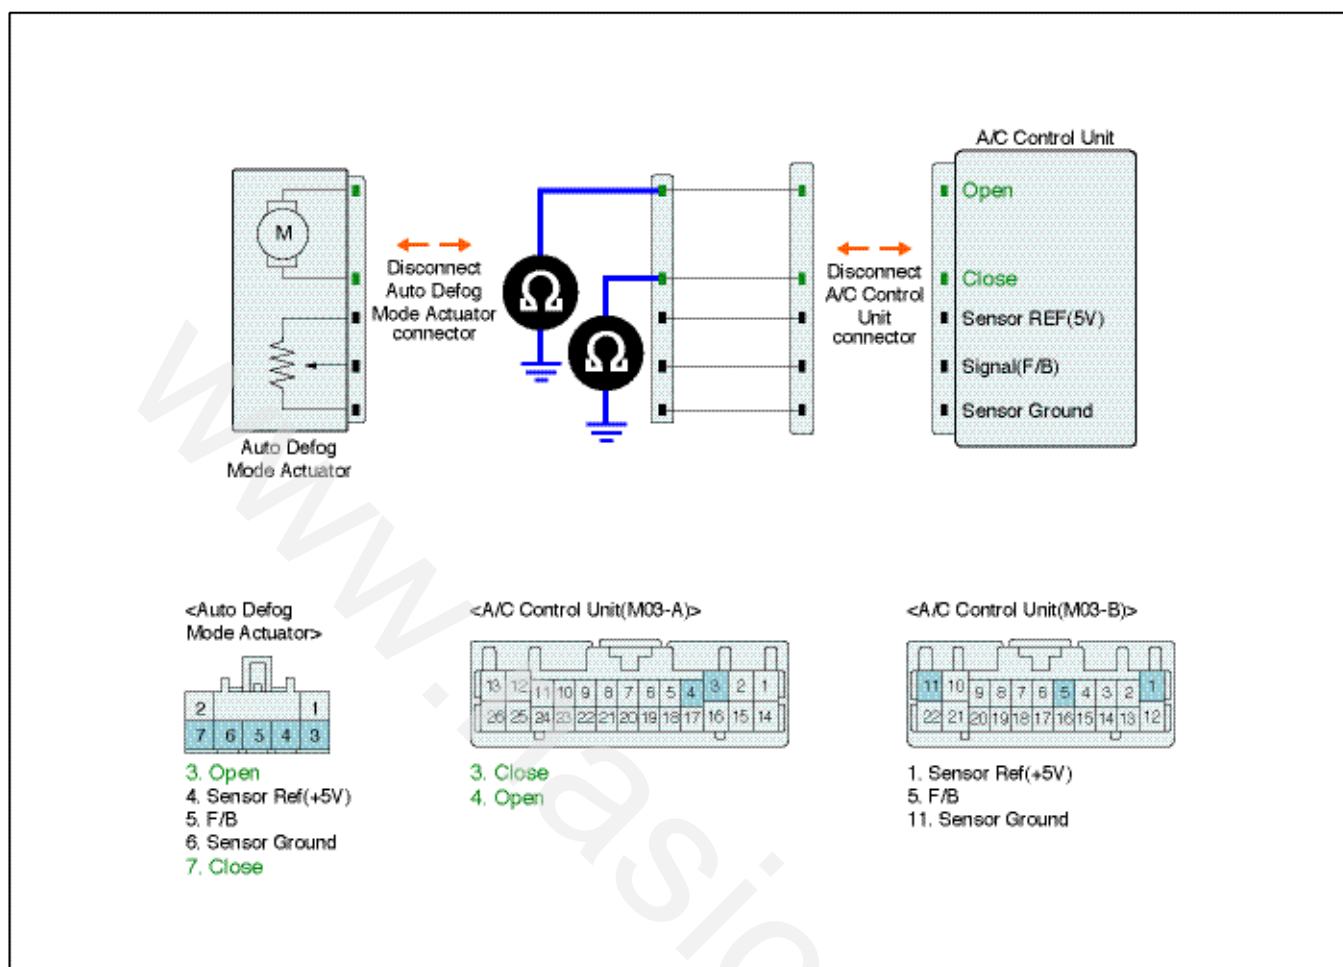 A/C Control Unit
Open
M
Disconnect
Auto Defog
Mode Actuator
connector
Ω
Disconnect
A/C Control
Unit
connector
Close
Ω
Sensor REF(5V)
Signal(F/B)
Sensor Ground
Auto Defog
Mode Actuator
<Auto Defog
Mode Actuator>
<A/C Control Unit(M03-A)>
<A/C Control Unit(M03-B)>
2 1
7 6 5 4 3
13 12 11 10 9 8 7 6 5 4 3 2 1
26 25 24 23 22 21 20 19 18 17 16 15 14
11 10 9 8 7 6 5 4 3 2 1
22 21 20 19 18 17 16 15 14 13 12
3. Open
4. Sensor Ref(+5V)
5. F/B
6. Sensor Ground
7. Close
3. Close
4. Open
1. Sensor Ref(+5V)
5. F/B
11. Sensor Ground